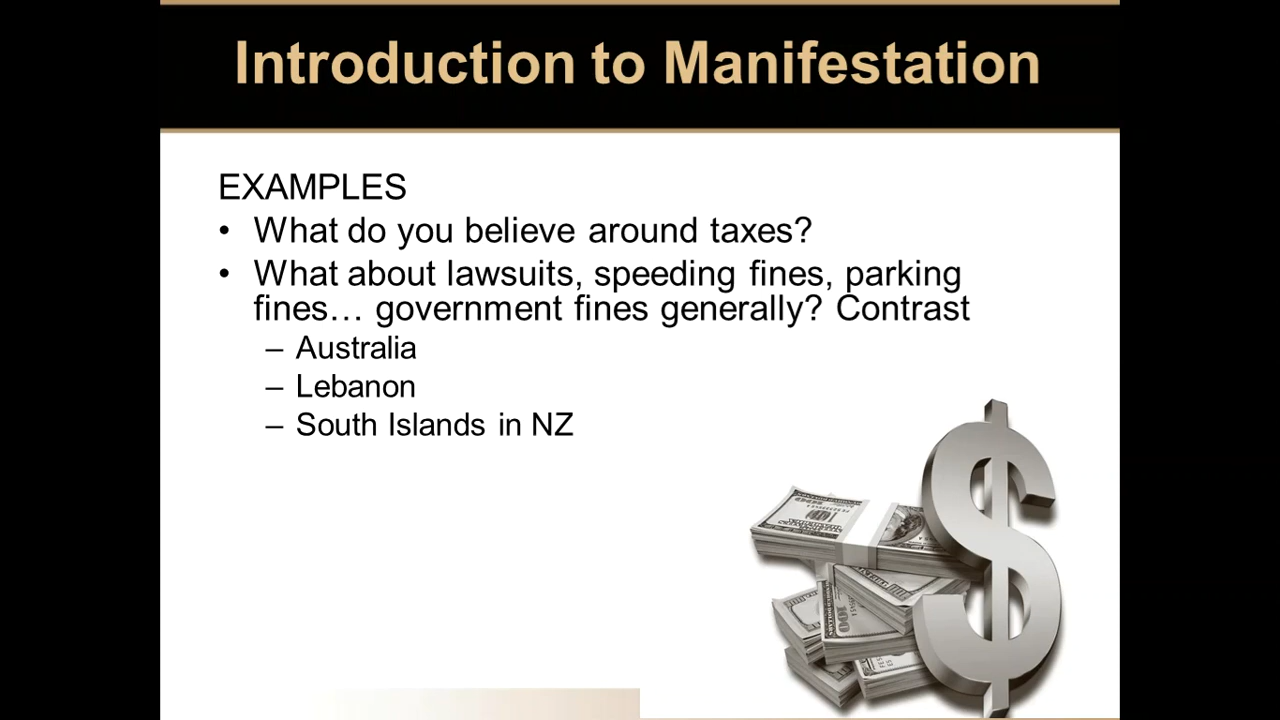 Introduction to Manifestation
EXAMPLES
• What do you believe around taxes?
• What about lawsuits, speeding fines, parking
fines… government fines generally? Contrast
– Australia
– Lebanon
– South Islands in NZ